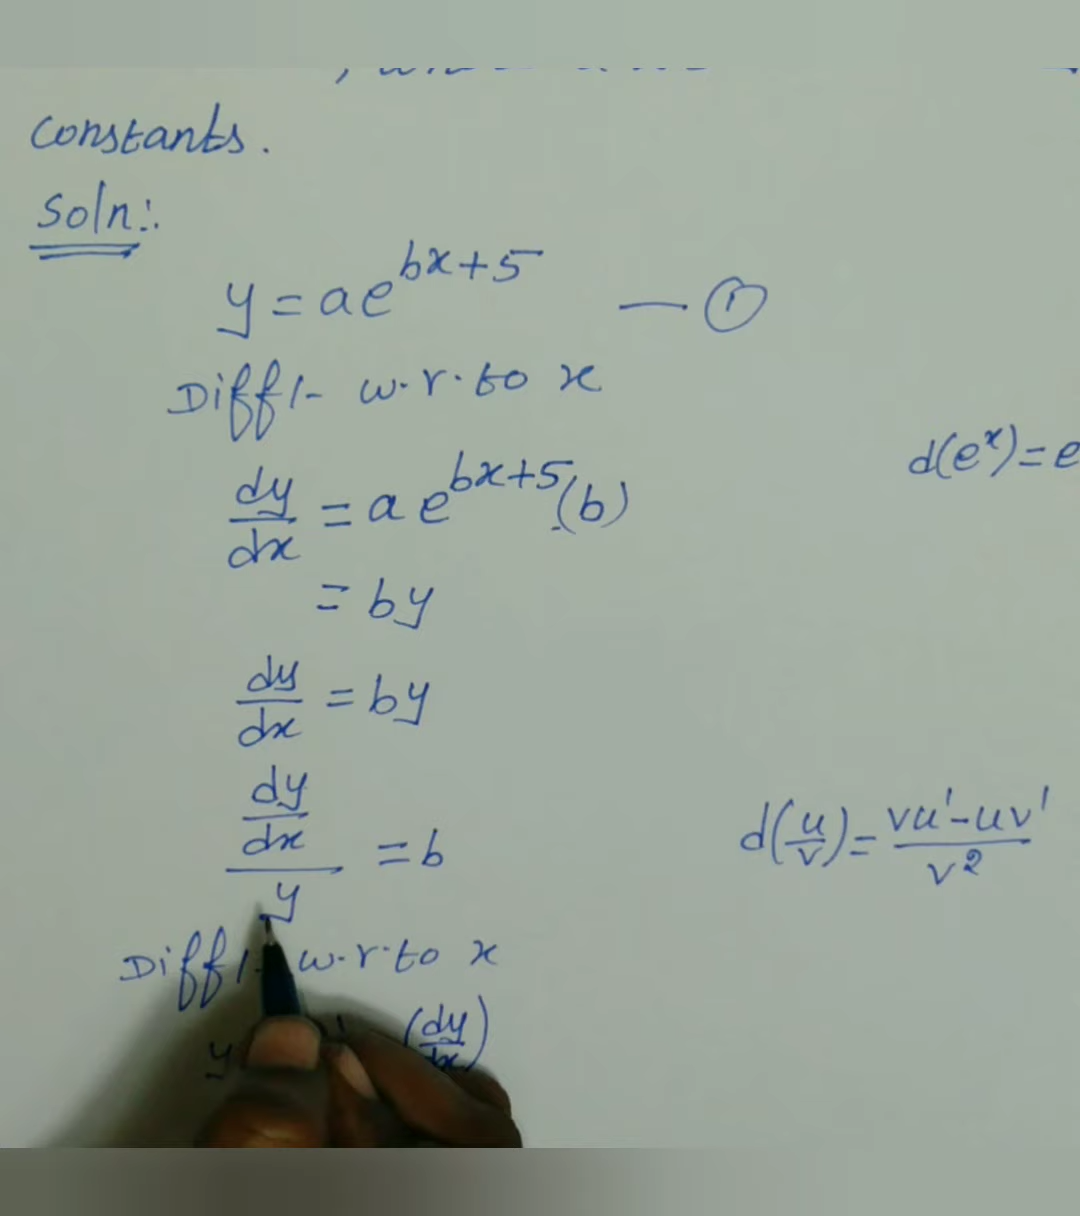 constants.
Soln:.
y = ae^{bx+5} — ①
Diff/- w.r.to x
d(e^x) = e
dy/dx = a e^{bx+5}(b)
= by
dy/dx = by
(dy/dx)/y = b
d(u/v) = (vu' - uv')/v²
Diff/- w.r.to x
y (dy/dx)